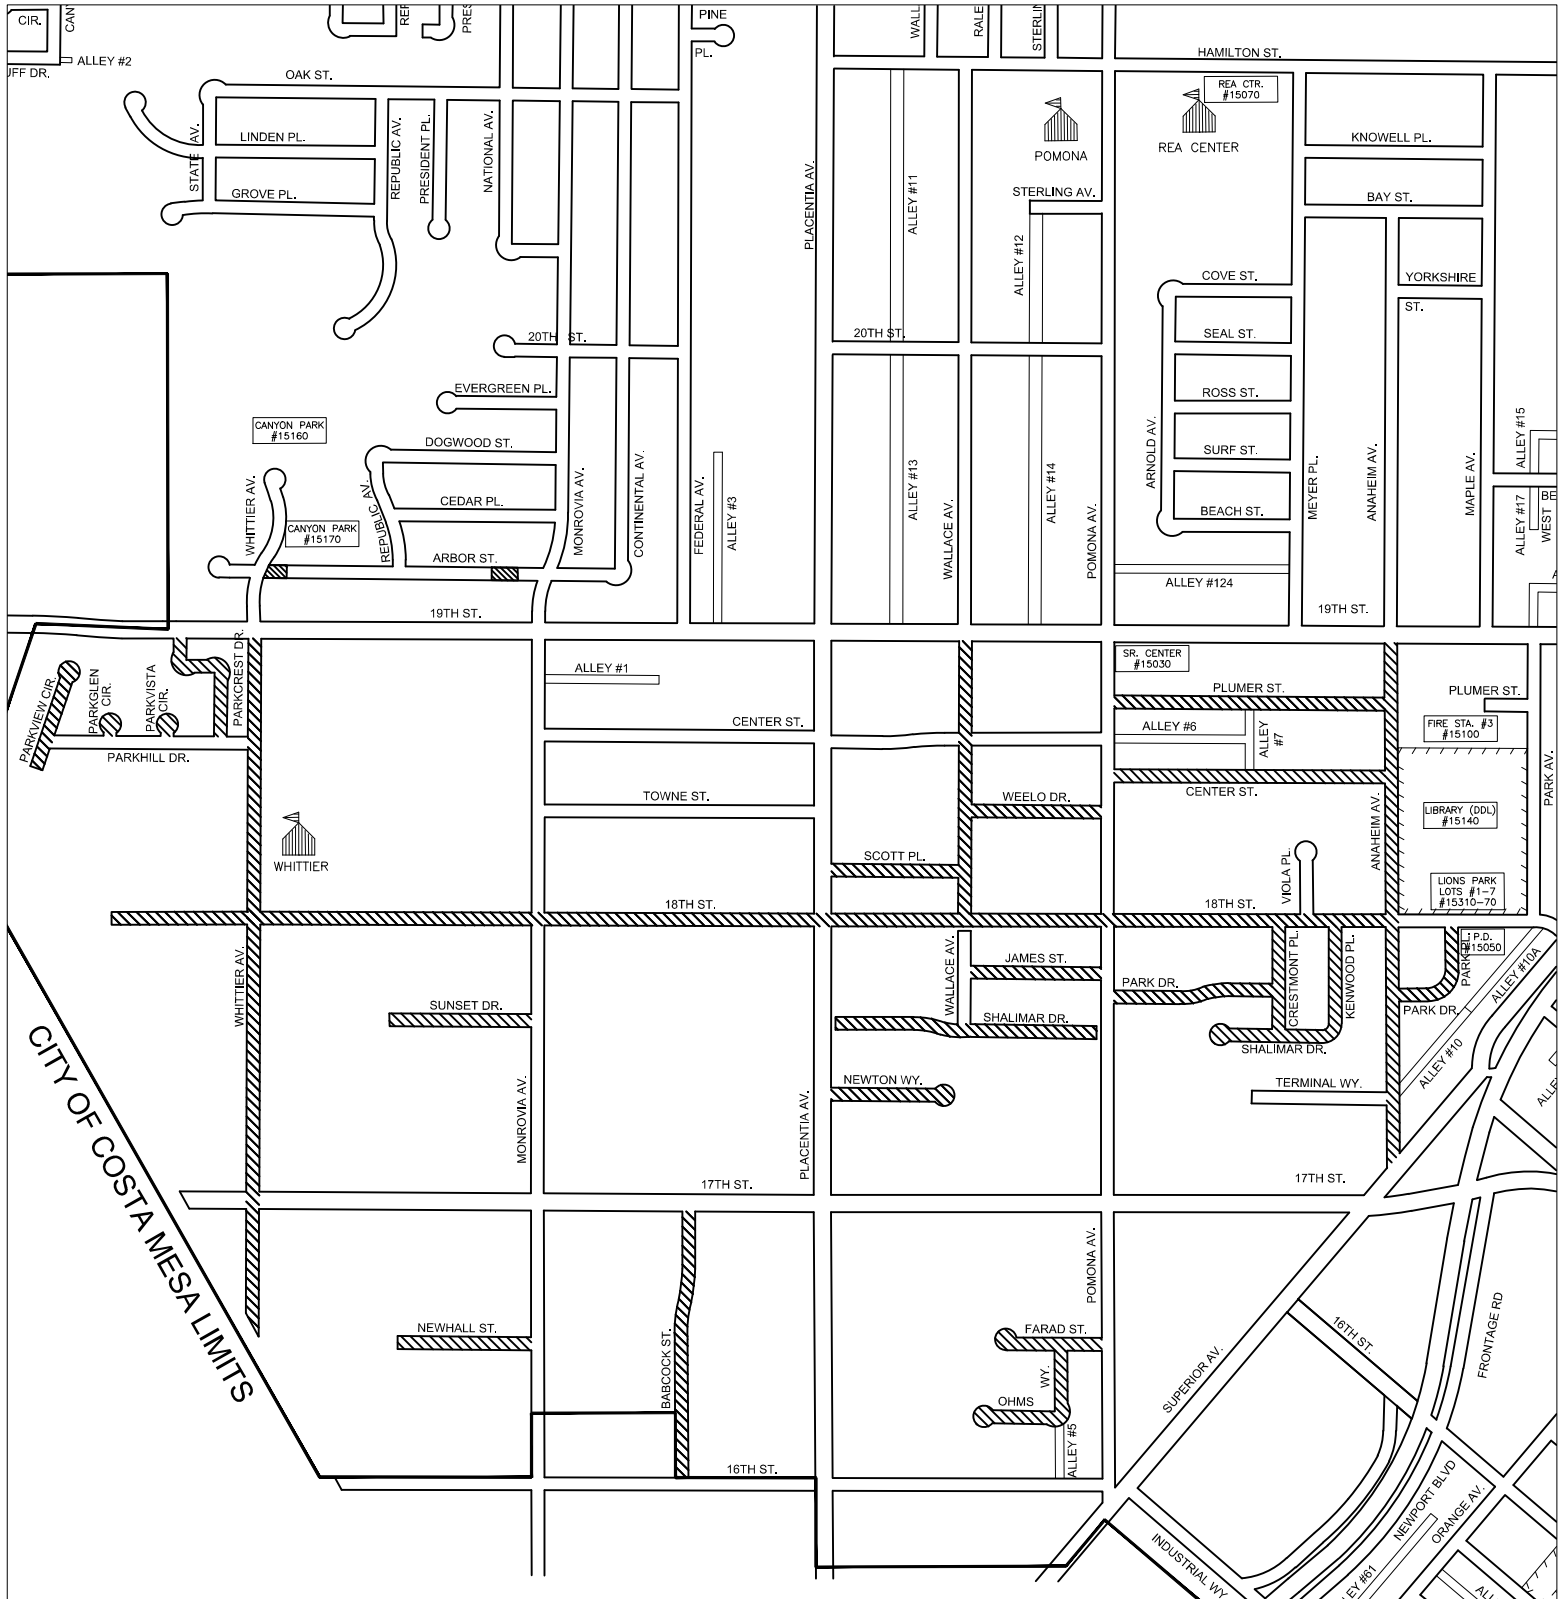 CIR.
CAN
UFF DR.
ALLEY #2
REP
PRES
PINE
PL.
WALL
RALE
STERLIN
HAMILTON ST.
OAK ST.
LINDEN PL.
GROVE PL.
STATE AV.
REPUBLIC AV.
PRESIDENT PL.
NATIONAL AV.
PLACENTIA AV.
ALLEY #11
ALLEY #12
POMONA
STERLING AV.
REA CTR.
#15070
REA CENTER
KNOWELL PL.
BAY ST.
YORKSHIRE
ST.
COVE ST.
SEAL ST.
ROSS ST.
SURF ST.
BEACH ST.
ARNOLD AV.
MEYER PL.
ANAHEIM AV.
MAPLE AV.
ALLEY #15
ALLEY #17
WEST
BE
20TH ST.
20TH ST.
EVERGREEN PL.
DOGWOOD ST.
CEDAR PL.
ARBOR ST.
CANYON PARK
#15160
CANYON PARK
#15170
WHITTIER AV.
REPUBLIC AV.
MONROVIA AV.
CONTINENTAL AV.
FEDERAL AV.
ALLEY #3
ALLEY #13
WALLACE AV.
ALLEY #14
POMONA AV.
ALLEY #124
19TH ST.
19TH ST.
PARKVIEW CIR.
PARKGLEN
CIR.
PARKVISTA
CIR.
PARKCREST DR.
PARKHILL DR.
ALLEY #1
CENTER ST.
TOWNE ST.
WHITTIER
SR. CENTER
#15030
PLUMER ST.
PLUMER ST.
ALLEY #6
ALLEY
#7
CENTER ST.
FIRE STA. #3
#15100
LIBRARY (DDL)
#15140
LIONS PARK
LOTS #1-7
#15310-70
PARK AV.
ANAHEIM AV.
WEELO DR.
SCOTT PL.
VIOLA PL.
18TH ST.
18TH ST.
P.D.
#15050
PARK PL.
ALLEY #10A
WHITTIER AV.
SUNSET DR.
MONROVIA AV.
PLACENTIA AV.
WALLACE AV.
JAMES ST.
SHALIMAR DR.
NEWTON WY.
PARK DR.
CRESTMONT PL.
KENWOOD PL.
SHALIMAR DR.
PARK DR.
ALLEY #10
TERMINAL WY.
ALLE
17TH ST.
17TH ST.
CITY OF COSTA MESA LIMITS
NEWHALL ST.
BABCOCK ST.
POMONA AV.
FARAD ST.
WY.
OHMS
ALLEY #5
16TH ST.
16TH ST.
SUPERIOR AV.
FRONTAGE RD
NEWPORT BLVD
ORANGE AV.
INDUSTRIAL WY.
LEY #61